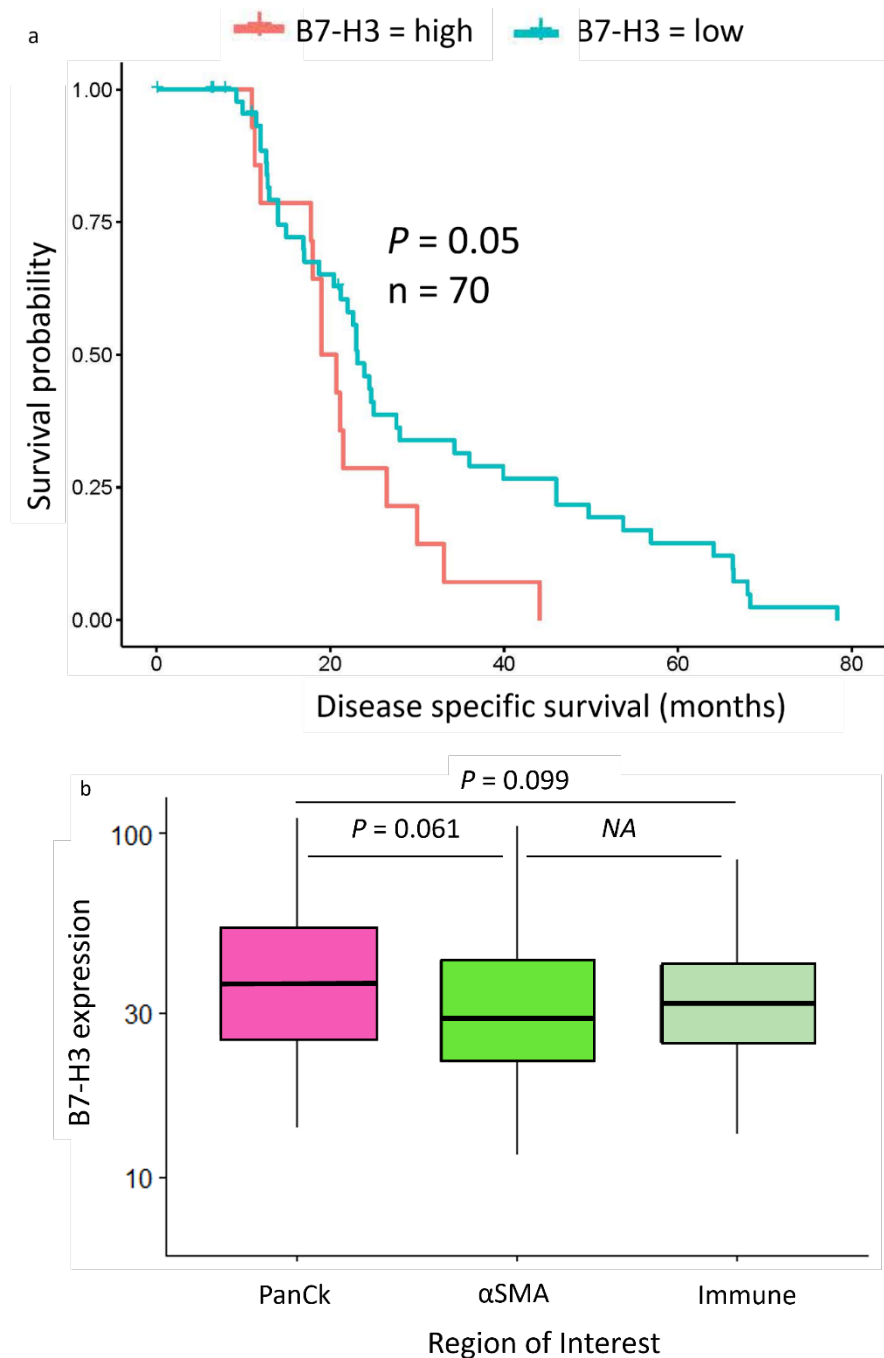 a
B7-H3 = high B7-H3 = low
1.00
0.75
0.50
0.25
0.00
Survival probability
P = 0.05
n = 70
0 20 40 60 80
Disease specific survival (months)
b
P = 0.099
P = 0.061 NA
100
30
10
B7-H3 expression
PanCk αSMA Immune
Region of Interest